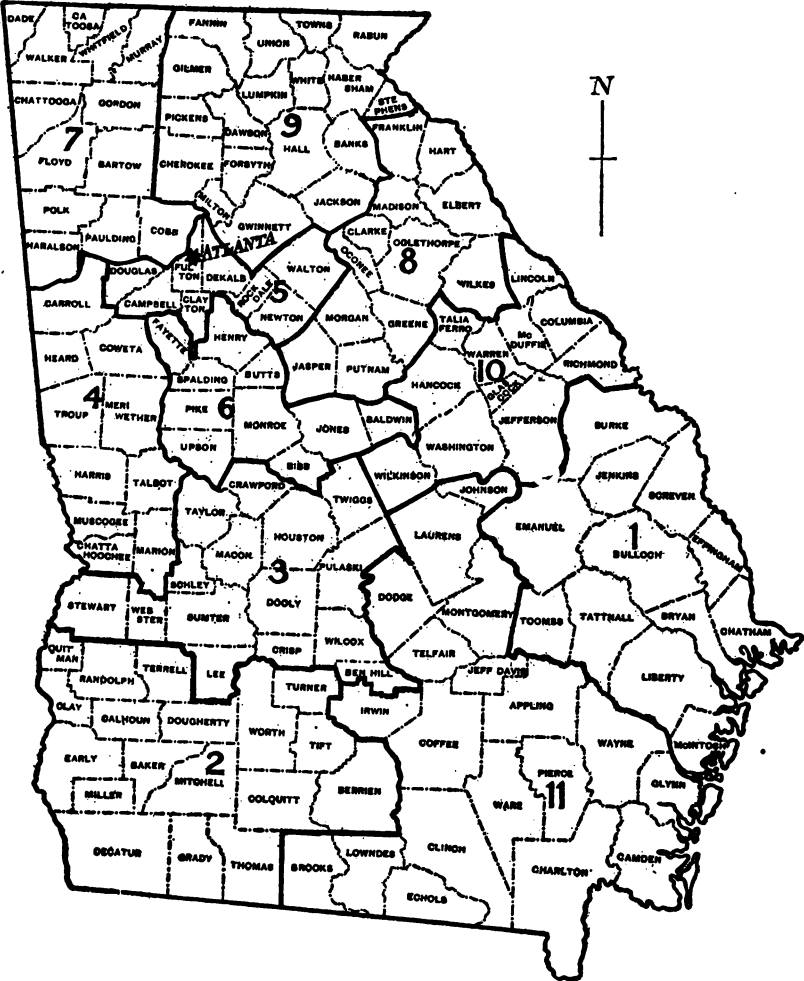 DADE
CA
TOOSA
WHITFIELD
MURRAY
FANNIN
UNION
TOWNS
RABUN
WALKER
GILMER
LUMPKIN
WHITE
HABER
SHAM
STE
PHENS
CHATTOOGA
GORDON
PICKENS
DAWSON
9
HALL
BANKS
FRANKLIN
HART
7
FLOYD
BARTOW
CHEROKEE
FORSYTH
N
MILTON
JACKSON
MADISON
ELBERT
POLK
PAULDING
COBB
GWINNETT
CLARKE
OGLETHORPE
HARALSON
ATLANTA
OCONEE
8
DOUGLAS
FUL
TON
DEKALB
WALTON
WILKES
LINCOLN
CARROLL
CAMPBELL
CLAY
TON
ROCK
DALE
5
NEWTON
MORGAN
GREENE
TALIA
FERRO
MC
DUFFIE
COLUMBIA
FAYETTE
HENRY
WARREN
RICHMOND
HEARD
COWETA
SPALDING
BUTTS
JASPER
PUTNAM
HANCOCK
10
GLAS
COCK
4
TROUP
MERI
WETHER
PIKE
6
MONROE
JONES
BALDWIN
JEFFERSON
BURKE
UPSON
WASHINGTON
HARRIS
TALBOT
CRAWFORD
BIBB
TWIGGS
WILKINSON
JOHNSON
JENKINS
SCREVEN
MUSCOGEE
TAYLOR
HOUSTON
LAURENS
EMANUEL
1
BULLOCH
EFFINGHAM
CHATTA
HOOCHEE
MARION
MACON
3
PULASKI
SCHLEY
DOOLY
DODGE
STEWART
WEB
STER
SUMTER
MONTGOMERY
TOOMBS
TATTNALL
BRYAN
CHATHAM
QUIT
MAN
TERRELL
LEE
CRISP
WILCOX
TELFAIR
RANDOLPH
BEN HILL
JEFF DAVIS
LIBERTY
CLAY
CALHOUN
DOUGHERTY
TURNER
IRWIN
APPLING
WORTH
TIFT
COFFEE
WAYNE
MCINTOSH
EARLY
BAKER
2
MITCHELL
PIERCE
GLYNN
MILLER
COLQUITT
BERRIEN
WARE
11
DECATUR
GRADY
THOMAS
BROOKS
LOWNDES
CLINCH
CHARLTON
CAMDEN
ECHOLS